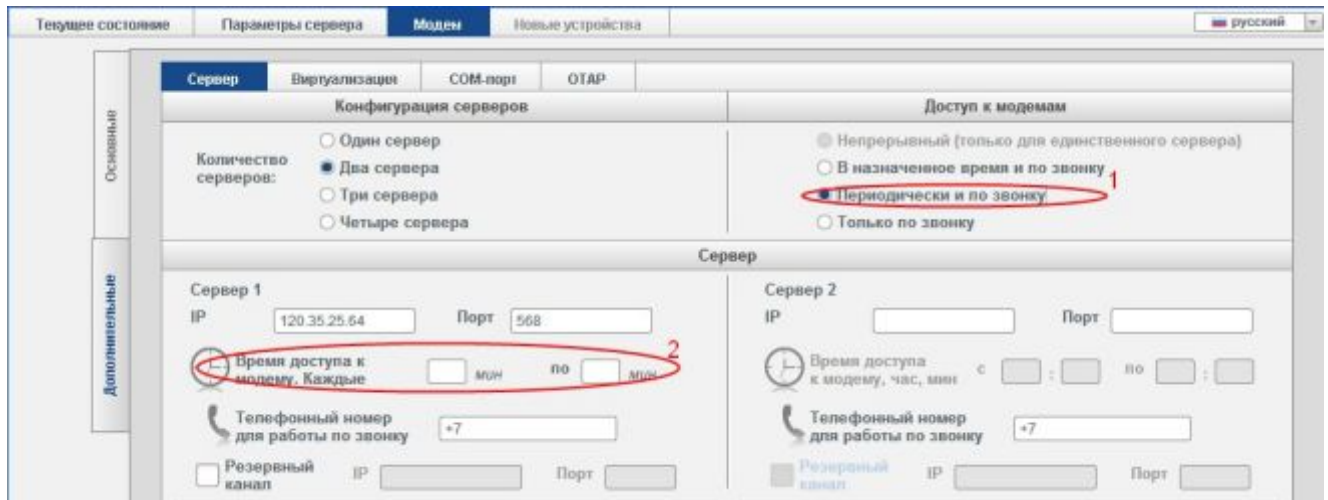 Текущее состояние Параметры сервера Модем Новые устройства русский
Сервер Виртуализация COM-порт OTAP
Основные
Дополнительные
Конфигурация серверов Доступ к модемам
Количество серверов:
Один сервер
Два сервера
Три сервера
Четыре сервера
Непрерывный (только для единственного сервера)
В назначенное время и по звонку
Периодически и по звонку 1
Только по звонку
Сервер
Сервер 1
IP 120.35.25.64 Порт 568
Время доступа к
модему. Каждые мин по мин 2
Телефонный номер
для работы по звонку +7
Резервный
канал IP Порт
Сервер 2
IP Порт
Время доступа
к модему, час, мин с : по :
Телефонный номер
для работы по звонку +7
Резервный
канал IP Порт